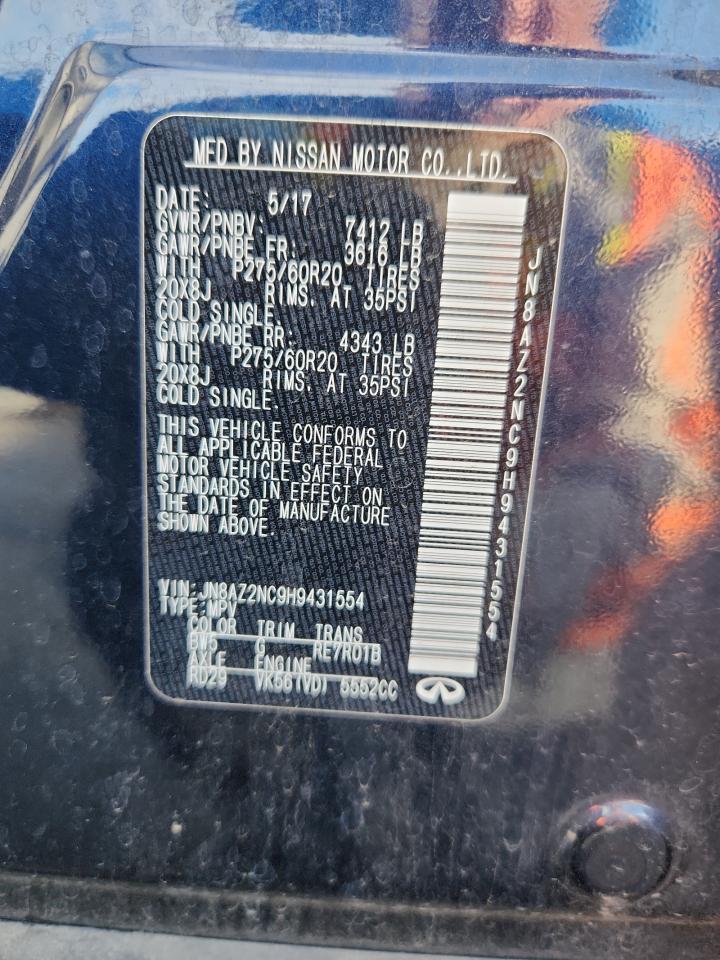 MFD BY NISSAN MOTOR CO.,LTD.
DATE: 5/17
GVWR/PNBV: 7412 LB
GAWR/PNBE FR: 3616 LB
WITH P275/60R20 TIRES
20X8J RIMS. AT 35PSI
COLD SINGLE.
GAWR/PNBE RR: 4343 LB
WITH P275/60R20 TIRES
20X8J RIMS. AT 35PSI
COLD SINGLE.
THIS VEHICLE CONFORMS TO
ALL APPLICABLE FEDERAL
MOTOR VEHICLE SAFETY
STANDARDS IN EFFECT ON
THE DATE OF MANUFACTURE
SHOWN ABOVE.
VIN:JN8AZ2NC9H9431554
TYPE:MPV
COLOR TRIM TRANS
BW5 G RE7R01B
AXLE ENGINE
RD29 VK56(VD) 5552CC
JN8AZ2NC9H9431554